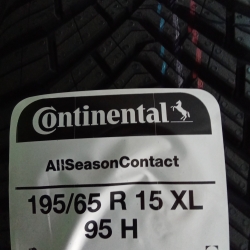 Continental
AllSeasonContact
195/65 R 15 XL
95 H